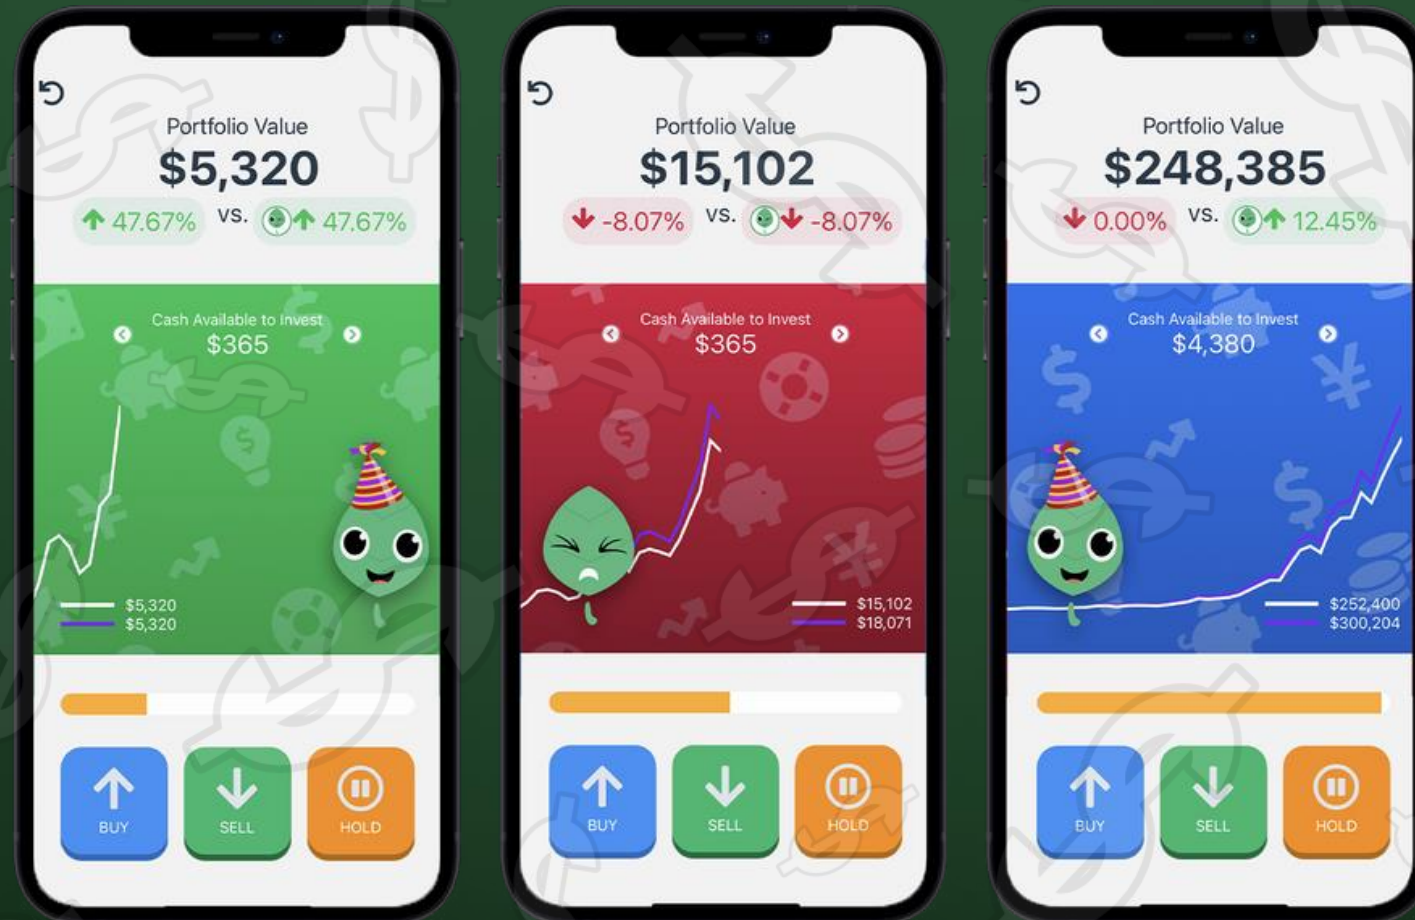 Portfolio Value
$5,320
47.67% vs. 47.67%
Cash Available to Invest
$365
$5,320
$5,320
BUY
SELL
HOLD
Portfolio Value
$15,102
-8.07% vs. -8.07%
Cash Available to Invest
$365
$15,102
$18,071
BUY
SELL
HOLD
Portfolio Value
$248,385
0.00% vs. 12.45%
Cash Available to Invest
$4,380
$252,400
$300,204
BUY
SELL
HOLD